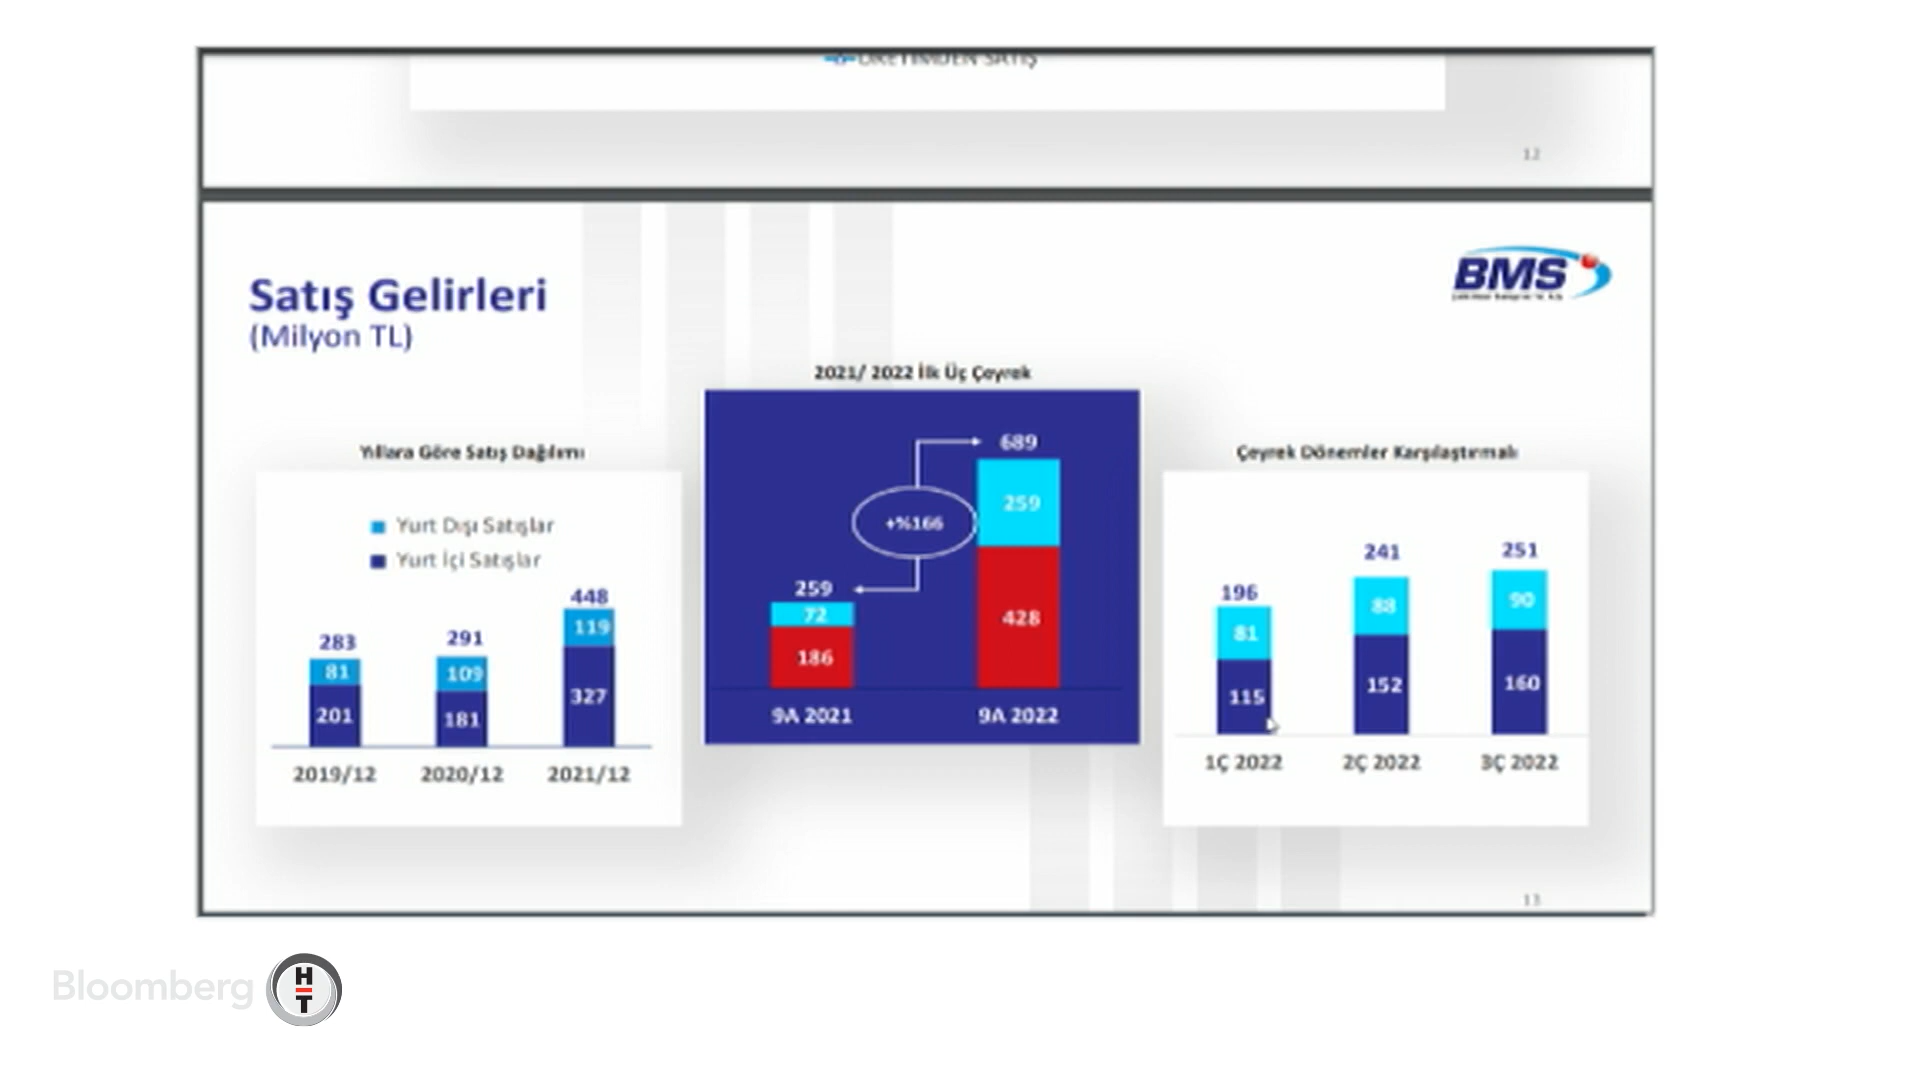 ÜRETİMDEN SATIŞ
12
Satış Gelirleri
(Milyon TL)
BMS
2021/ 2022 İlk Üç Çeyrek
Yıllara Göre Satış Dağılımı
Yurt Dışı Satışlar
Yurt İçi Satışlar
283
81
201
2019/12
291
109
181
2020/12
448
119
327
2021/12
259
72
186
9A 2021
+%166
689
259
428
9A 2022
Çeyrek Dönemler Karşılaştırmalı
196
81
115
1Ç 2022
241
88
152
2Ç 2022
251
90
160
3Ç 2022
13
Bloomberg
HT